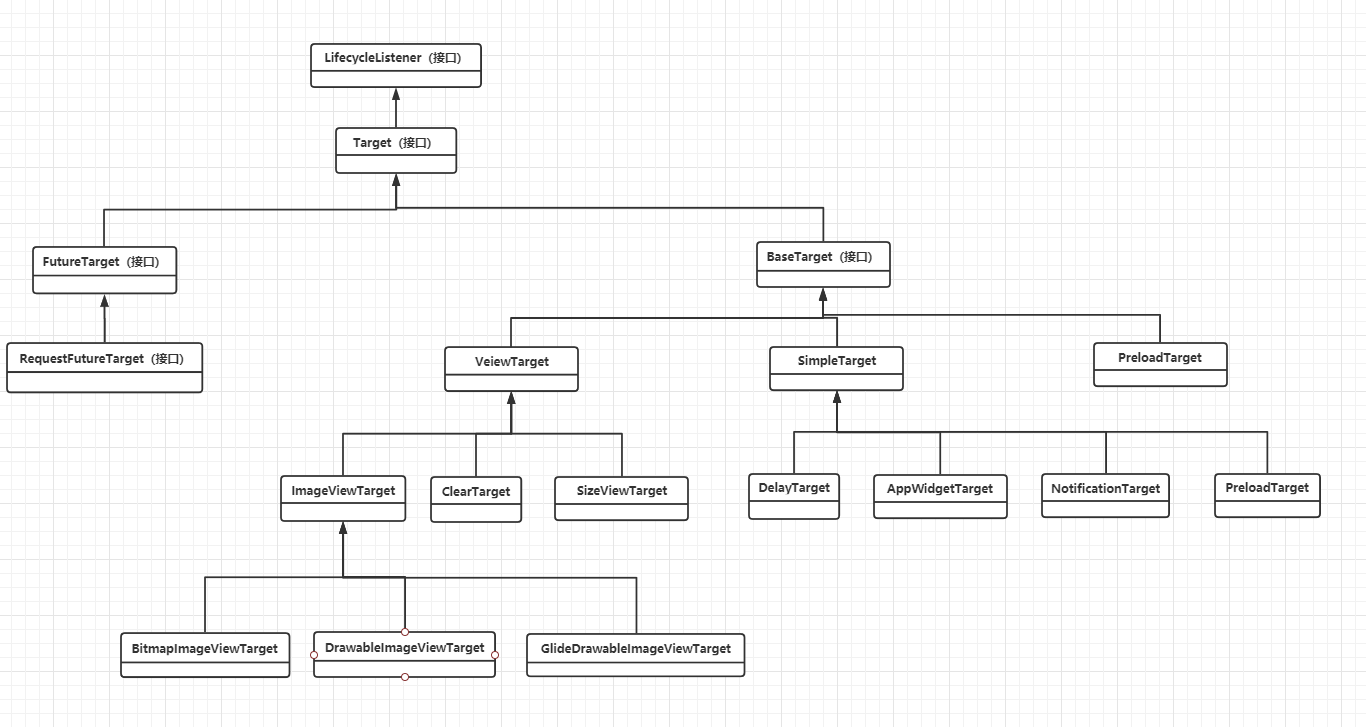 LifecycleListener（接口）
Target（接口）
FutureTarget（接口）
BaseTarget（接口）
RequestFutureTarget（接口）
VeiewTarget
SimpleTarget
PreloadTarget
ImageViewTarget
ClearTarget
SizeViewTarget
DelayTarget
AppWidgetTarget
NotificationTarget
PreloadTarget
BitmapImageViewTarget
DrawableImageViewTarget
GlideDrawableImageViewTarget